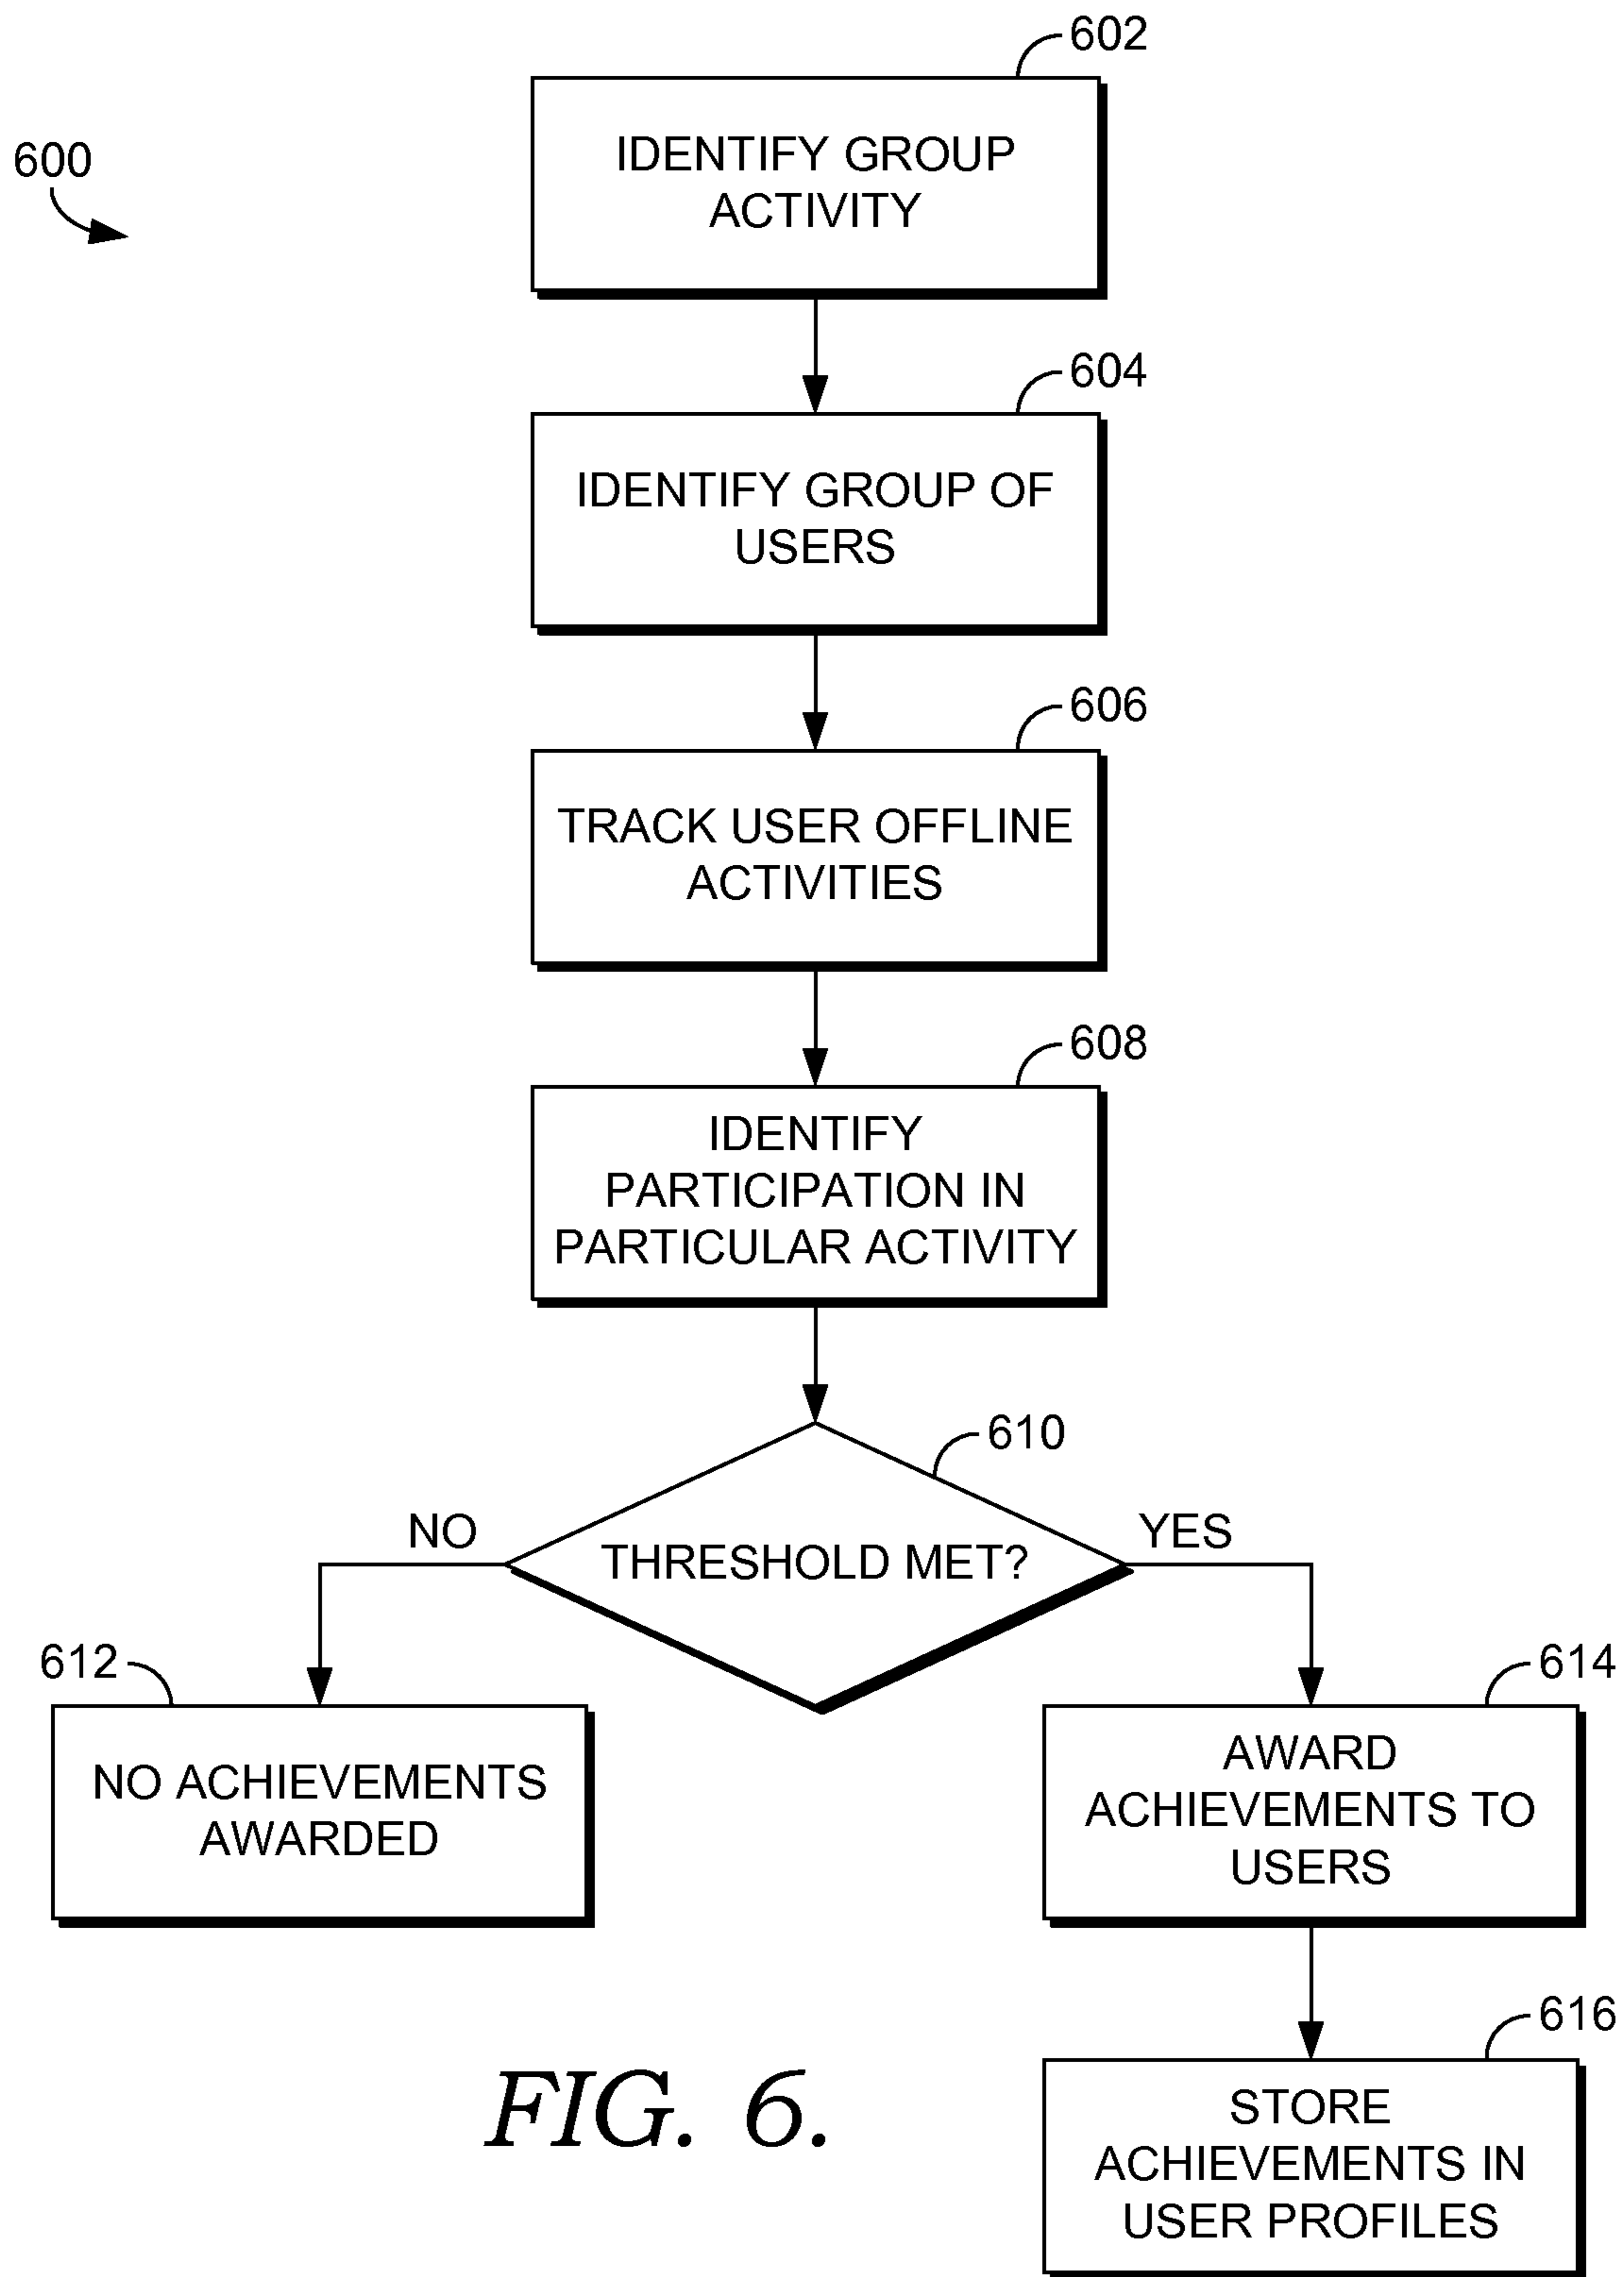 602
600
IDENTIFY GROUP
ACTIVITY
604
IDENTIFY GROUP OF
USERS
606
TRACK USER OFFLINE
ACTIVITIES
608
IDENTIFY
PARTICIPATION IN
PARTICULAR ACTIVITY
610
NO
THRESHOLD MET?
YES
612
NO ACHIEVEMENTS
AWARDED
614
AWARD
ACHIEVEMENTS TO
USERS
616
STORE
ACHIEVEMENTS IN
USER PROFILES
FIG. 6.